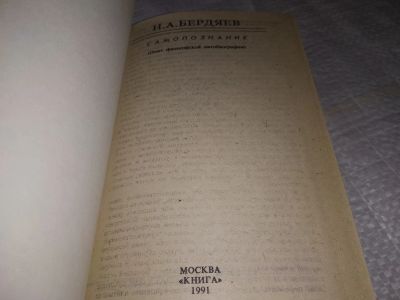 Н.А.БЕРДЯЕВ
САМОПОЗНАНИЕ
(опыт философской автобиографии)
МОСКВА
«КНИГА»
1991